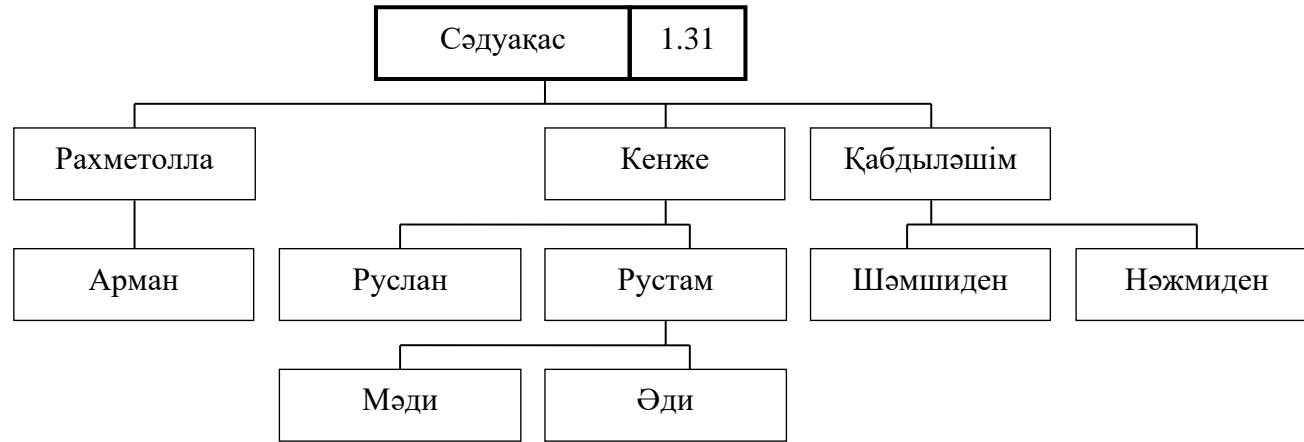 Сәдуақас 1.31
Рахметолла Кенже Қабдыләшім
Арман Руслан Рустам Шәмшиден Нәжмиден
Мәди Әди